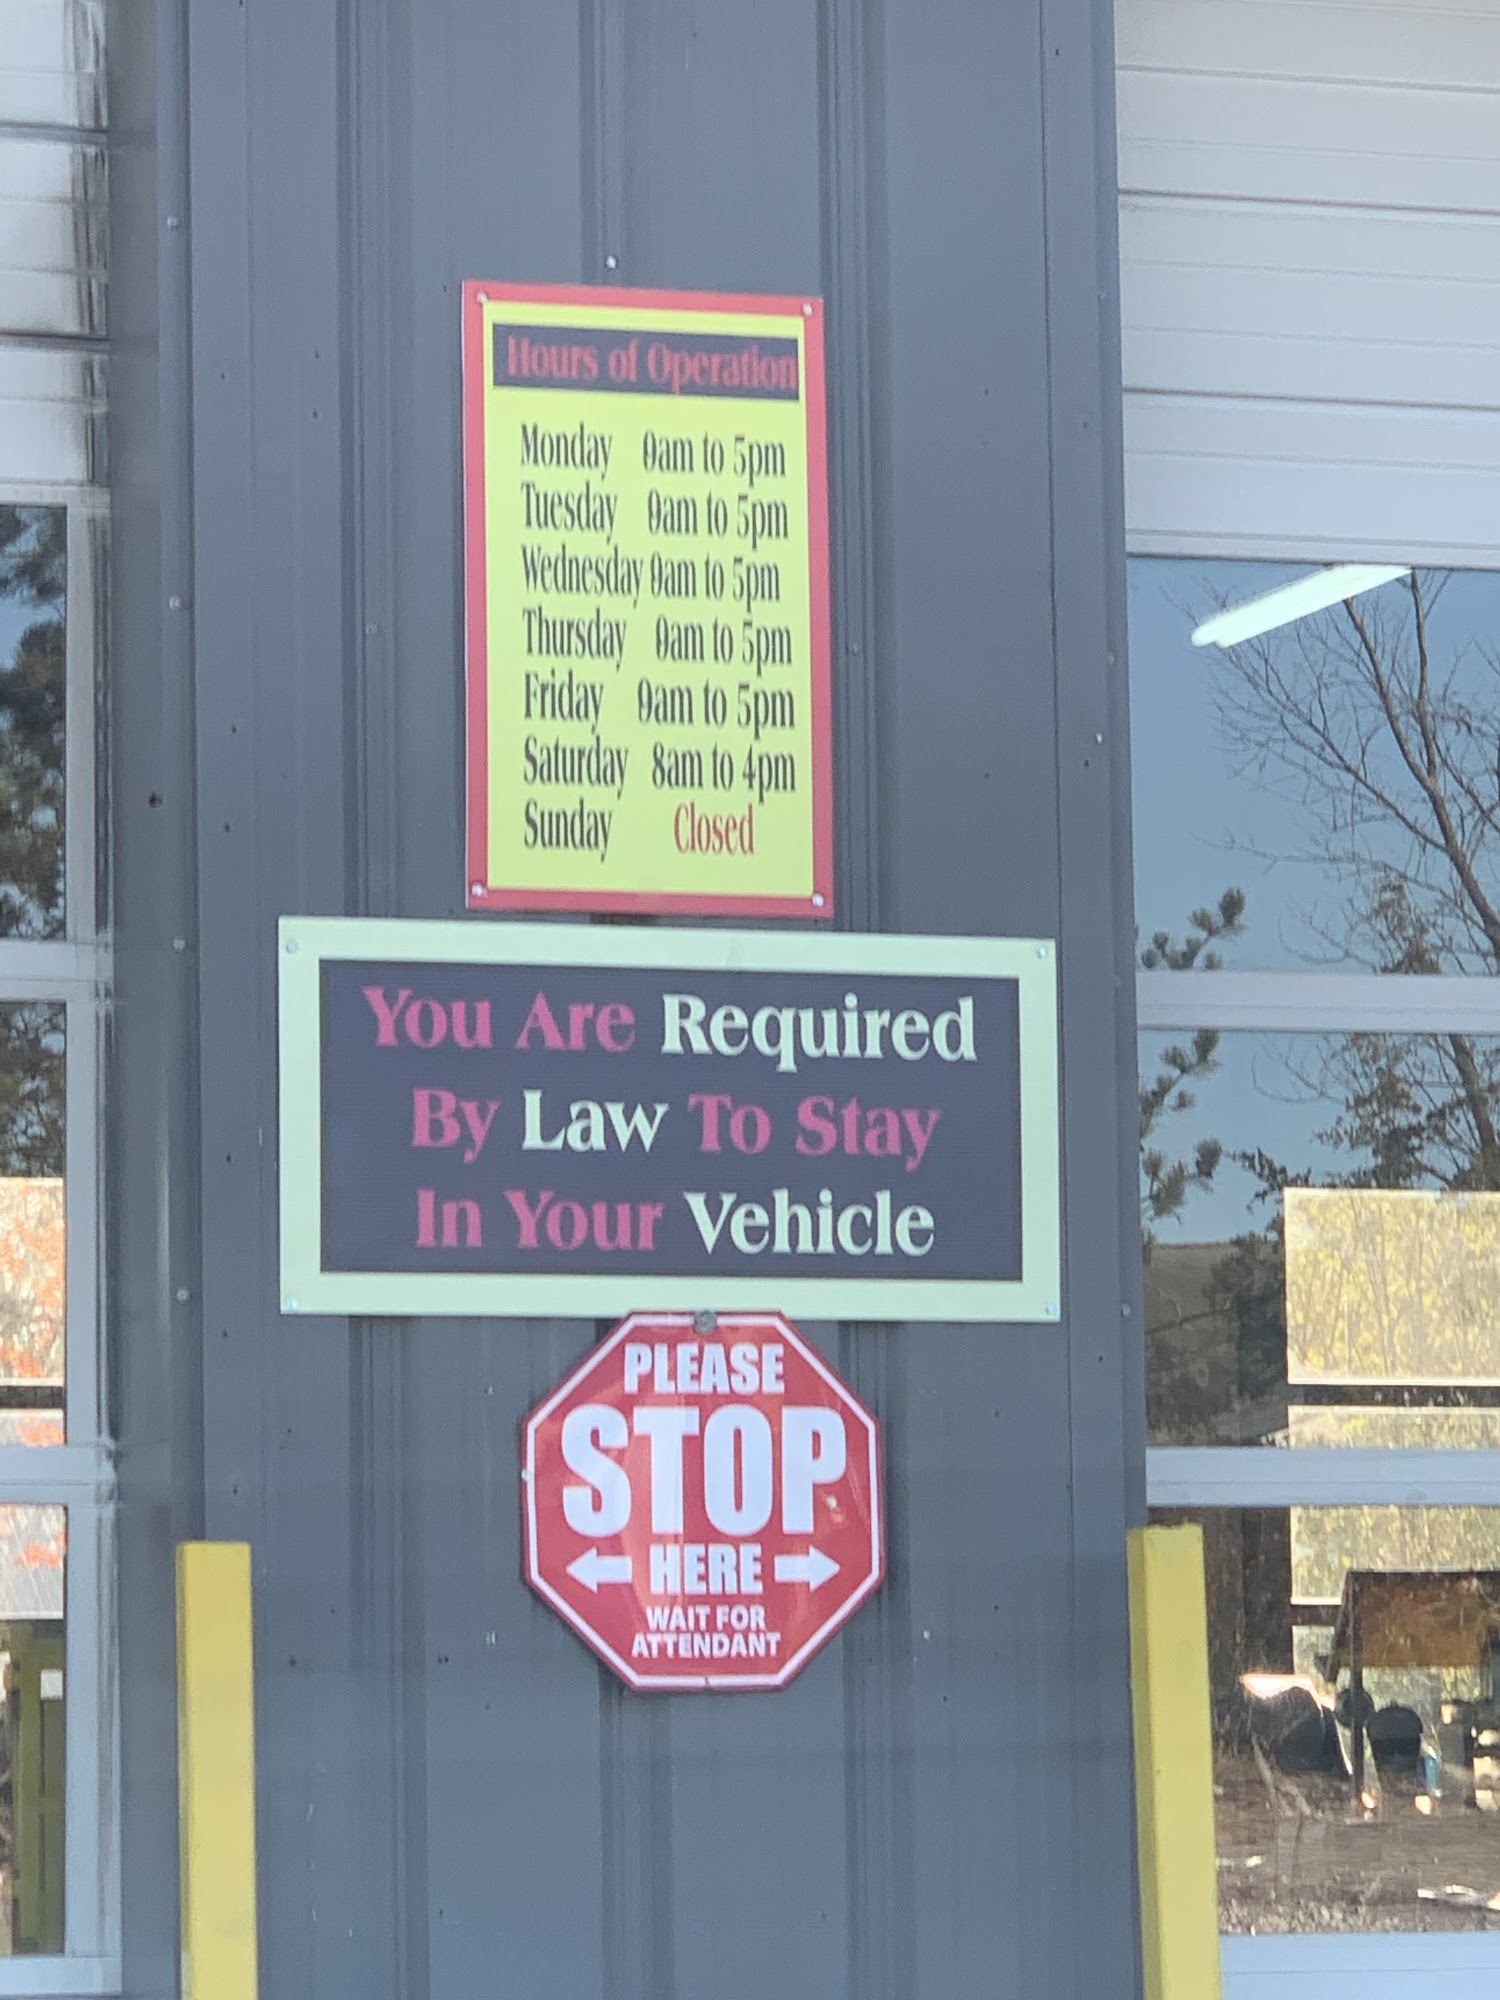 Hours of Operation
Monday 9am to 5pm
Tuesday 9am to 5pm
Wednesday 9am to 5pm
Thursday 9am to 5pm
Friday 9am to 5pm
Saturday 8am to 4pm
Sunday Closed
You Are Required
By Law To Stay
In Your Vehicle
PLEASE
STOP
HERE
WAIT FOR
ATTENDANT